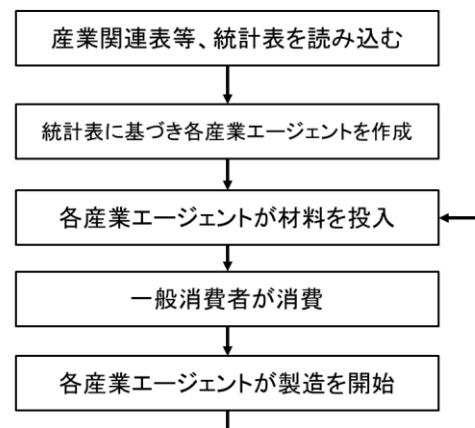 産業関連表等、統計表を読み込む
統計表に基づき各産業エージェントを作成
各産業エージェントが材料を投入
一般消費者が消費
各産業エージェントが製造を開始